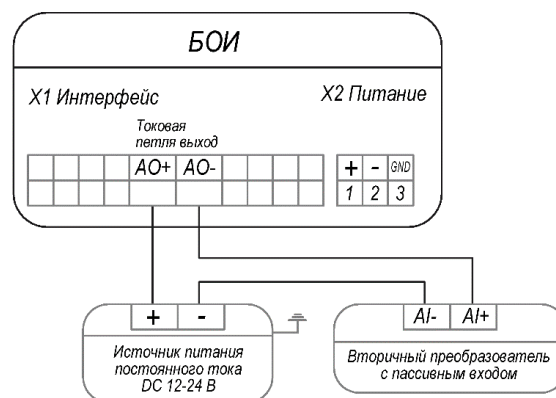 БОИ
X1 Интерфейс
X2 Питание
Токовая
петля выход
AO+ AO-
+ - GND
1 2 3
+ -
AI- AI+
Источник питания
постоянного тока
DC 12-24 В
Вторичный преобразователь
с пассивным входом